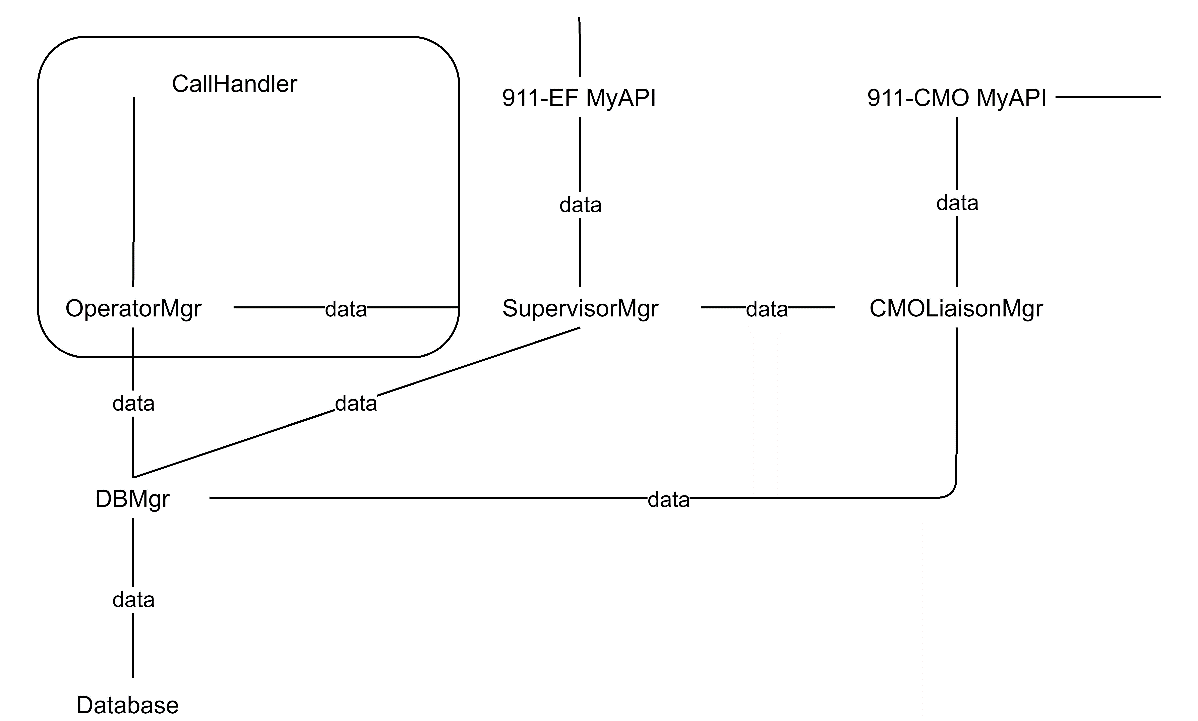 CallHandler
911-EF MyAPI
911-CMO MyAPI
data
data
OperatorMgr
data
SupervisorMgr
data
CMOLiaisonMgr
data
data
DBMgr
data
data
Database